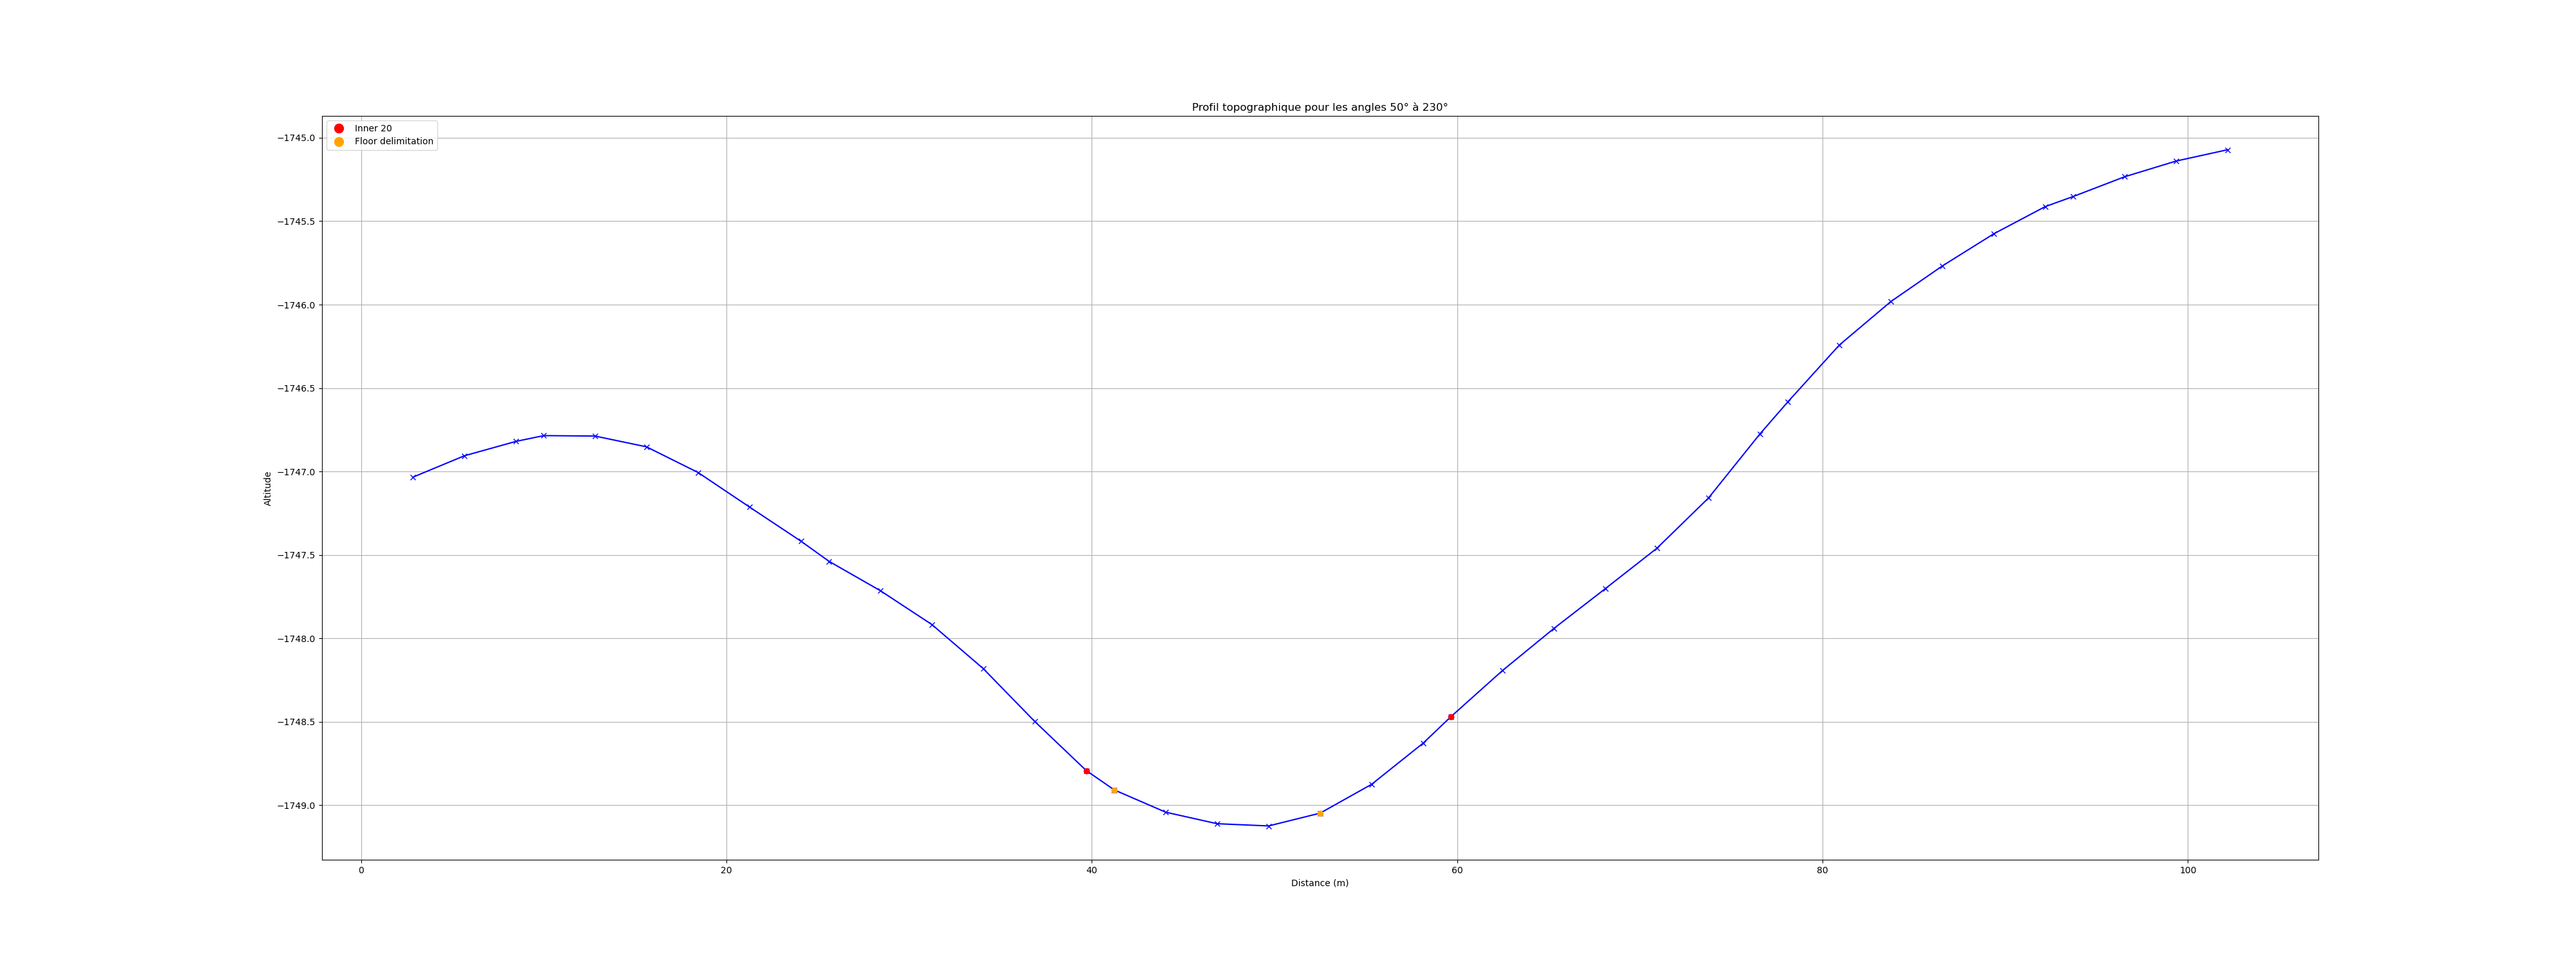 Profil topographique pour les angles 50° à 230°
Inner 20
Floor delimitation
−1745.0
−1745.5
−1746.0
−1746.5
−1747.0
−1747.5
−1748.0
−1748.5
−1749.0
Altitude
0 20 40 60 80 100
Distance (m)